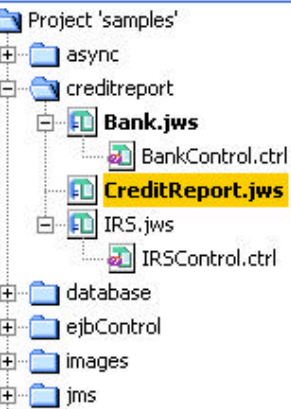 Project 'samples'
async
creditreport
Bank.jws
BankControl.ctrl
CreditReport.jws
IRS.jws
IRSControl.ctrl
database
ejbControl
images
jms